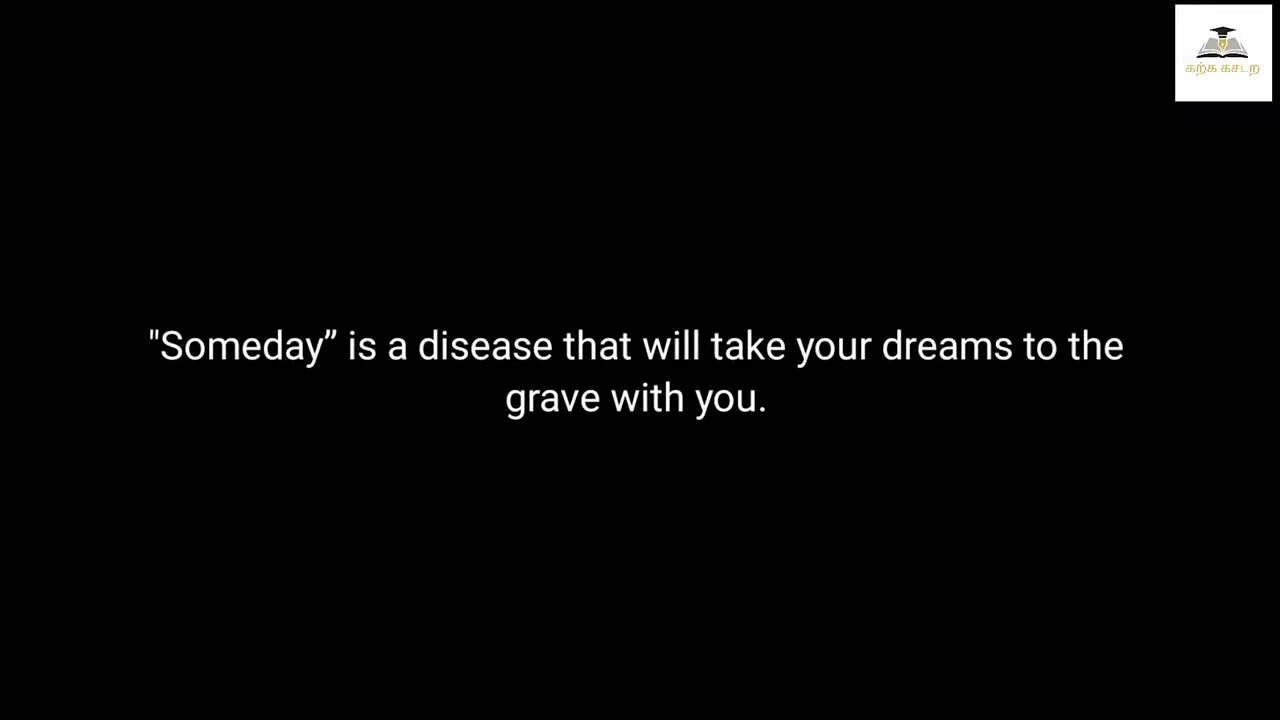 கற்க கசடற
"Someday” is a disease that will take your dreams to the
grave with you.